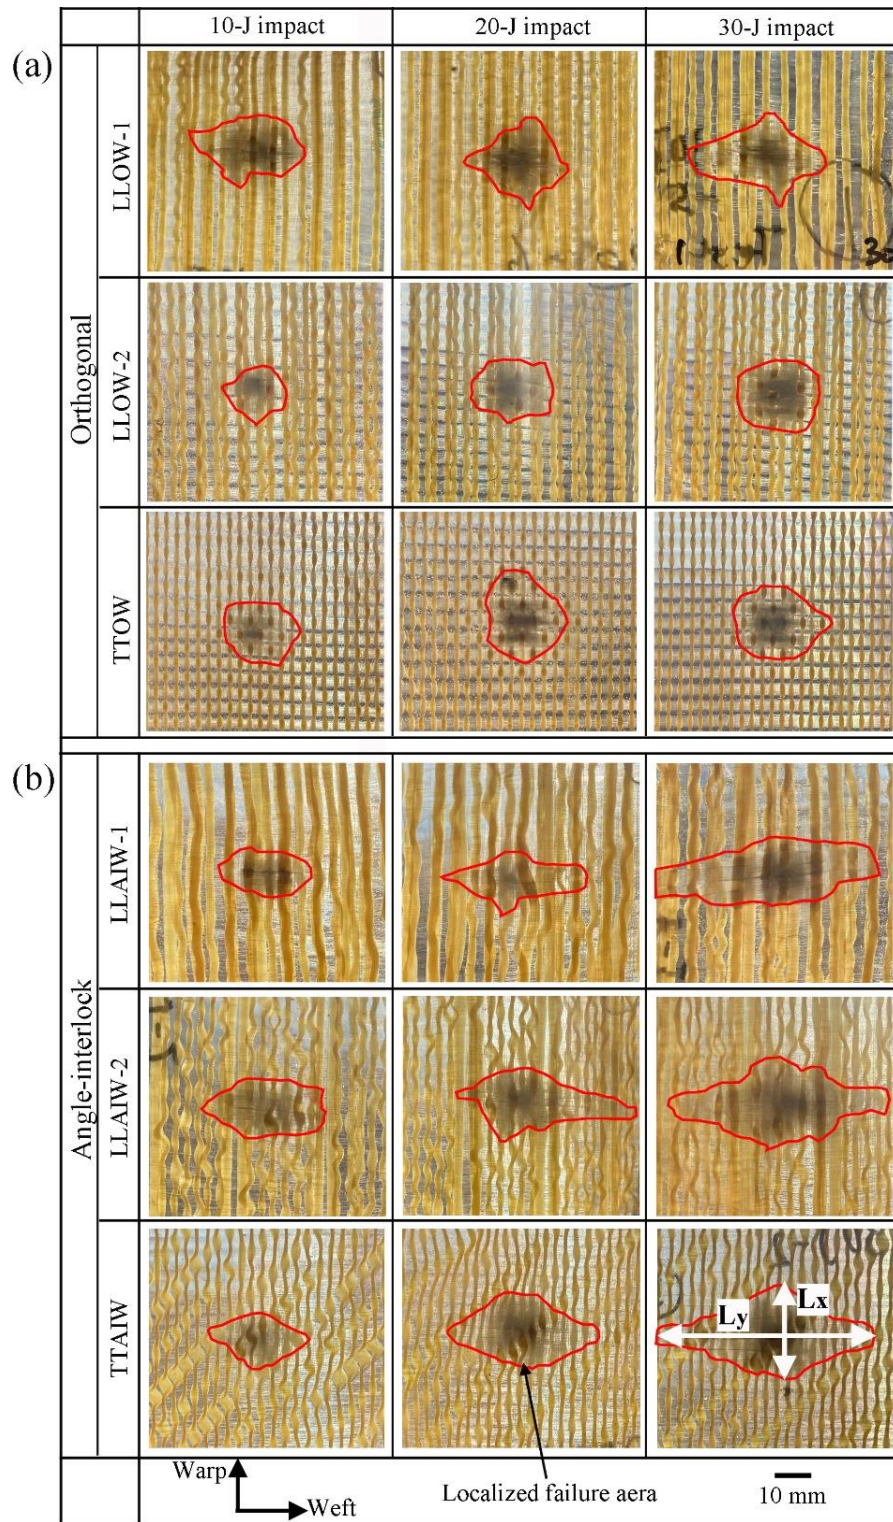 10-J impact 20-J impact 30-J impact
(a)
Orthogonal
LLOW-1
30
LLOW-2
TTOW
(b)
Angle-interlock
LLAIW-1
LLAIW-2
TTAIW
Ly Lx
Warp
Weft
Localized failure aera
10 mm